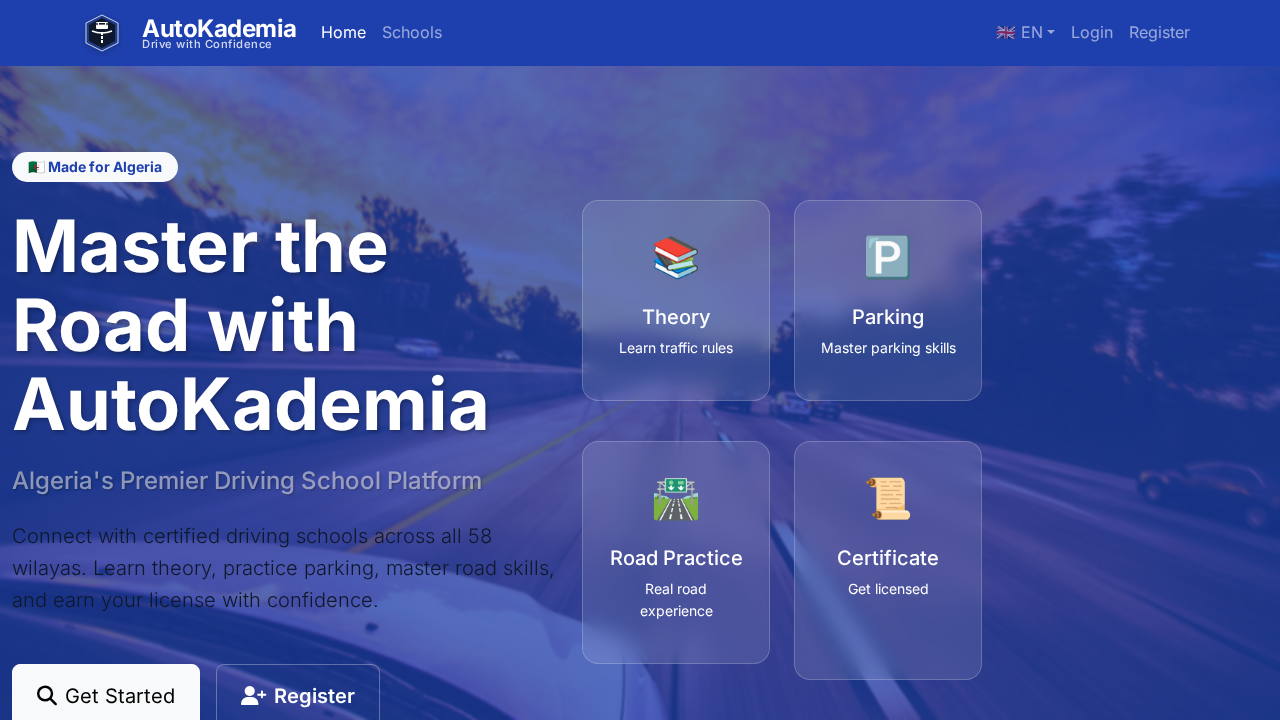 AutoKademia
Drive with Confidence
Home
Schools
EN
Login
Register
Made for Algeria
Master the
Road with
AutoKademia
Algeria's Premier Driving School Platform
Connect with certified driving schools across all 58
wilayas. Learn theory, practice parking, master road skills,
and earn your license with confidence.
Get Started
Register
Theory
Learn traffic rules
P
Parking
Master parking skills
Road Practice
Real road
experience
Certificate
Get licensed